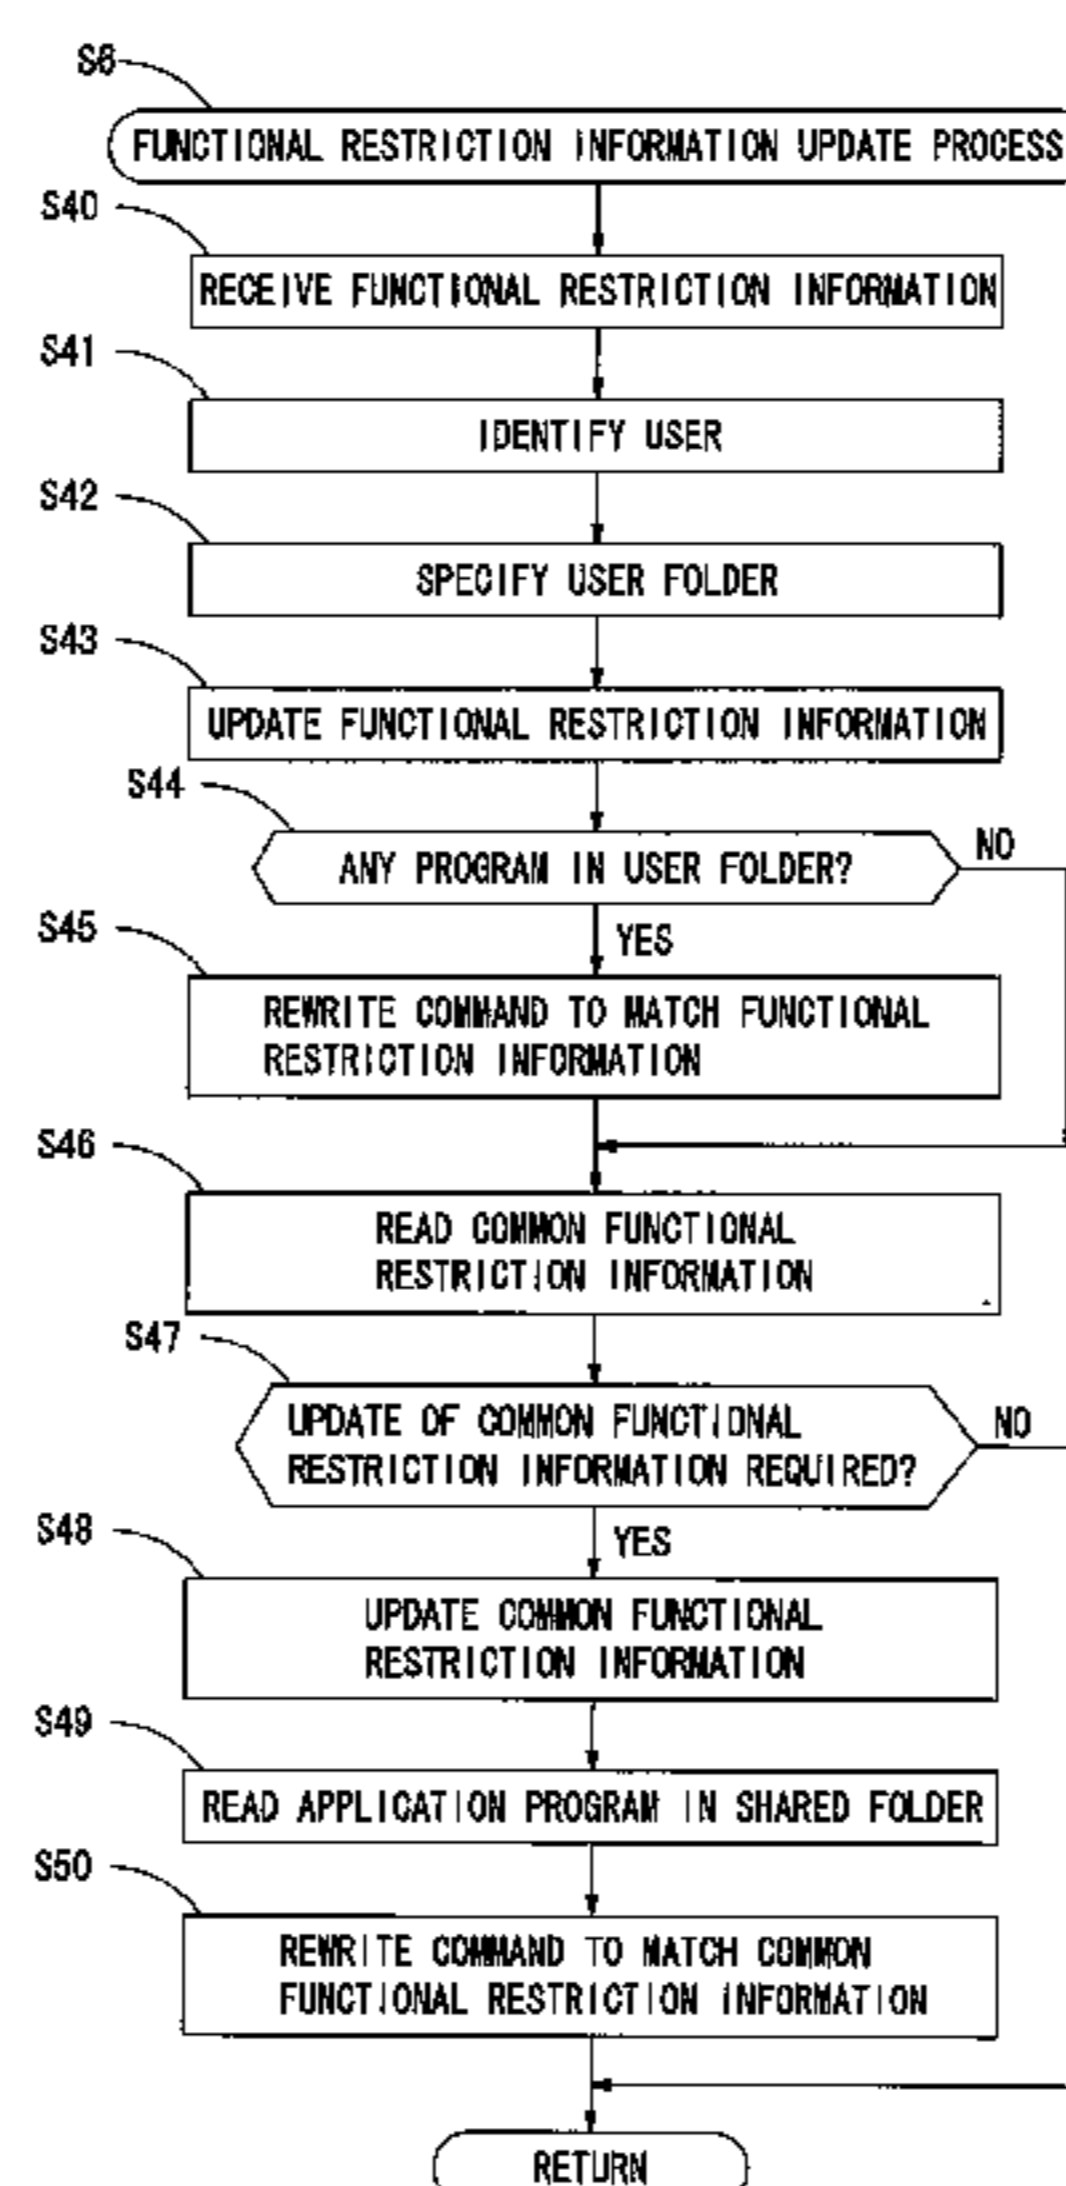 S6
FUNCTIONAL RESTRICTION INFORMATION UPDATE PROCESS
S40
RECEIVE FUNCTIONAL RESTRICTION INFORMATION
S41
IDENTIFY USER
S42
SPECIFY USER FOLDER
S43
UPDATE FUNCTIONAL RESTRICTION INFORMATION
S44
ANY PROGRAM IN USER FOLDER?
NO
YES
S45
REWRITE COMMAND TO MATCH FUNCTIONAL
RESTRICTION INFORMATION
S46
READ COMMON FUNCTIONAL
RESTRICTION INFORMATION
S47
UPDATE OF COMMON FUNCTIONAL
RESTRICTION INFORMATION REQUIRED?
NO
YES
S48
UPDATE COMMON FUNCTIONAL
RESTRICTION INFORMATION
S49
READ APPLICATION PROGRAM IN SHARED FOLDER
S50
REWRITE COMMAND TO MATCH COMMON
FUNCTIONAL RESTRICTION INFORMATION
RETURN